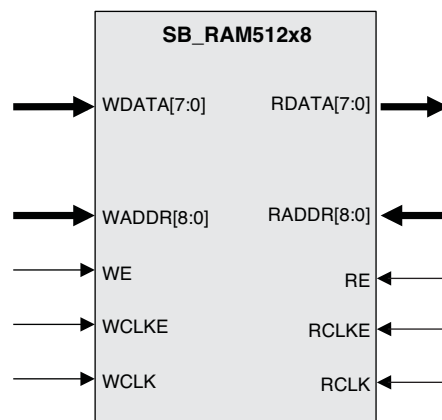 SB_RAM512x8
WDATA[7:0] RDATA[7:0]
WADDR[8:0] RADDR[8:0]
WE RE
WCLKE RCLKE
WCLK RCLK